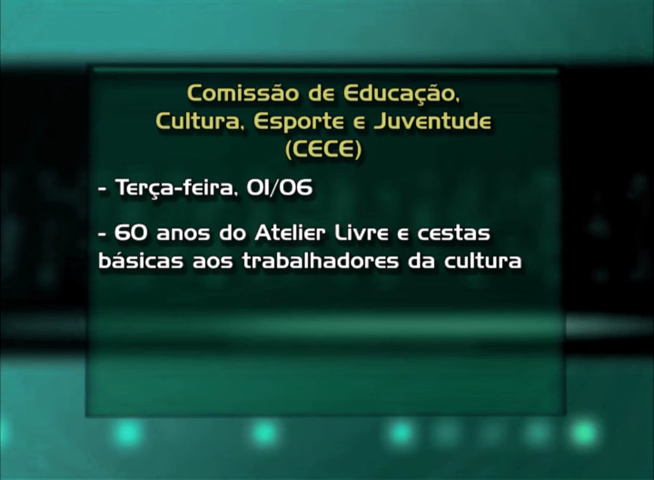 Comissão de Educação,
Cultura, Esporte e Juventude
(CECE)
- Terça-feira, 01/06
- 60 anos do Atelier Livre e cestas
básicas aos trabalhadores da cultura